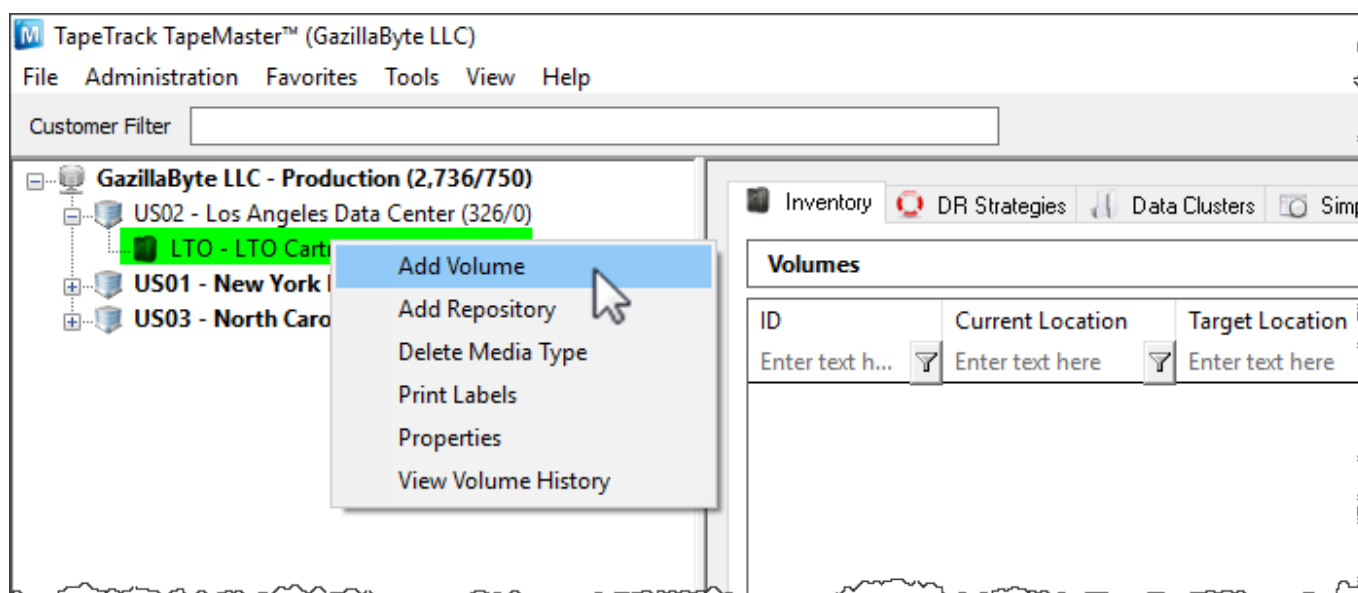 TapeTrack TapeMaster™ (GazillaByte LLC)
File Administration Favorites Tools View Help
Customer Filter
GazillaByte LLC - Production (2,736/750)
US02 - Los Angeles Data Center (326/0)
LTO - LTO Cart
US01 - New York
US03 - North Caro
Add Volume
Add Repository
Delete Media Type
Print Labels
Properties
View Volume History
Inventory DR Strategies Data Clusters Simp
Volumes
ID Current Location Target Location
Enter text h... Enter text here Enter text here